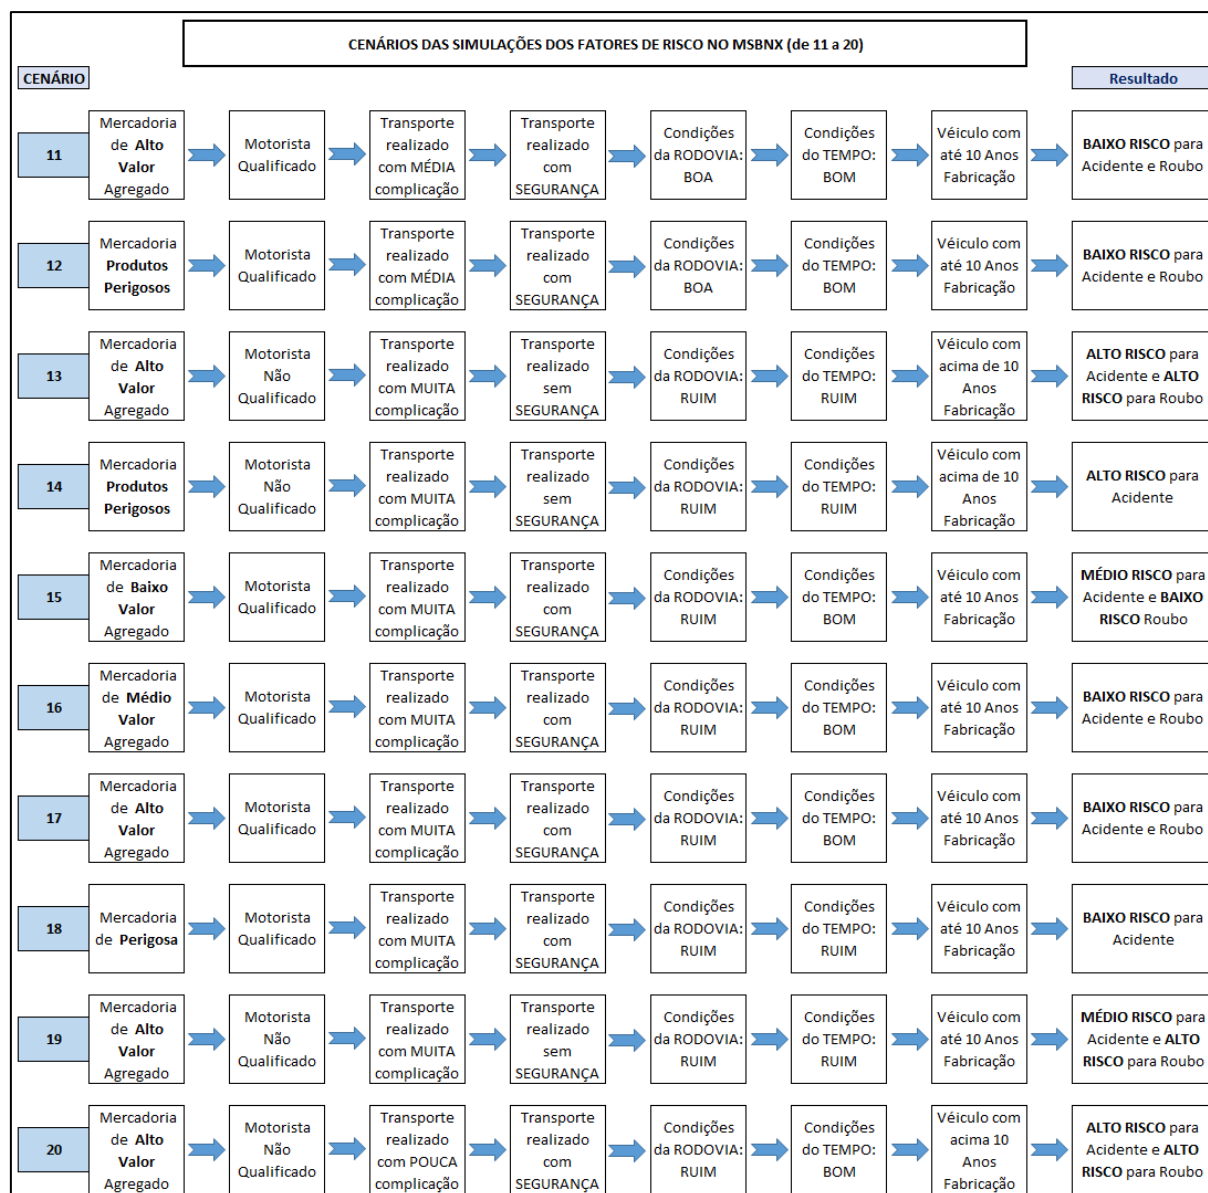 CENÁRIOS DAS SIMULAÇÕES DOS FATORES DE RISCO NO MSBNX (de 11 a 20)
CENÁRIO
Resultado
11
Mercadoria
de Alto
Valor
Agregado
Motorista
Qualificado
Transporte
realizado
com MÉDIA
complicação
Transporte
realizado
com
SEGURANÇA
Condições
da RODOVIA:
BOA
Condições
do TEMPO:
BOM
Véiculo com
até 10 Anos
Fabricação
BAIXO RISCO para
Acidente e Roubo
12
Mercadoria
Produtos
Perigosos
Motorista
Qualificado
Transporte
realizado
com MÉDIA
complicação
Transporte
realizado
com
SEGURANÇA
Condições
da RODOVIA:
BOA
Condições
do TEMPO:
BOM
Véiculo com
até 10 Anos
Fabricação
BAIXO RISCO para
Acidente e Roubo
13
Mercadoria
de Alto
Valor
Agregado
Motorista
Não
Qualificado
Transporte
realizado
com MUITA
complicação
Transporte
realizado
sem
SEGURANÇA
Condições
da RODOVIA:
RUIM
Condições
do TEMPO:
RUIM
Véiculo com
acima de 10
Anos
Fabricação
ALTO RISCO para
Acidente e ALTO
RISCO para Roubo
14
Mercadoria
Produtos
Perigosos
Motorista
Não
Qualificado
Transporte
realizado
com MUITA
complicação
Transporte
realizado
sem
SEGURANÇA
Condições
da RODOVIA:
RUIM
Condições
do TEMPO:
RUIM
Véiculo com
acima de 10
Anos
Fabricação
ALTO RISCO para
Acidente
15
Mercadoria
de Baixo
Valor
Agregado
Motorista
Qualificado
Transporte
realizado
com MUITA
complicação
Transporte
realizado
com
SEGURANÇA
Condições
da RODOVIA:
RUIM
Condições
do TEMPO:
BOM
Véiculo com
até 10 Anos
Fabricação
MÉDIO RISCO para
Acidente e BAIXO
RISCO Roubo
16
Mercadoria
de Médio
Valor
Agregado
Motorista
Qualificado
Transporte
realizado
com MUITA
complicação
Transporte
realizado
com
SEGURANÇA
Condições
da RODOVIA:
RUIM
Condições
do TEMPO:
BOM
Véiculo com
até 10 Anos
Fabricação
BAIXO RISCO para
Acidente e Roubo
17
Mercadoria
de Alto
Valor
Agregado
Motorista
Qualificado
Transporte
realizado
com MUITA
complicação
Transporte
realizado
com
SEGURANÇA
Condições
da RODOVIA:
RUIM
Condições
do TEMPO:
BOM
Véiculo com
até 10 Anos
Fabricação
BAIXO RISCO para
Acidente e Roubo
18
Mercadoria
de Perigosa
Motorista
Qualificado
Transporte
realizado
com MUITA
complicação
Transporte
realizado
com
SEGURANÇA
Condições
da RODOVIA:
RUIM
Condições
do TEMPO:
RUIM
Véiculo com
até 10 Anos
Fabricação
BAIXO RISCO para
Acidente
19
Mercadoria
de Alto
Valor
Agregado
Motorista
Não
Qualificado
Transporte
realizado
com MUITA
complicação
Transporte
realizado
sem
SEGURANÇA
Condições
da RODOVIA:
RUIM
Condições
do TEMPO:
RUIM
Véiculo com
até 10 Anos
Fabricação
MÉDIO RISCO para
Acidente e ALTO
RISCO para Roubo
20
Mercadoria
de Alto
Valor
Agregado
Motorista
Não
Qualificado
Transporte
realizado
com POUCA
complicação
Transporte
realizado
com
SEGURANÇA
Condições
da RODOVIA:
RUIM
Condições
do TEMPO:
BOM
Véiculo com
acima 10
Anos
Fabricação
ALTO RISCO para
Acidente e ALTO
RISCO para Roubo